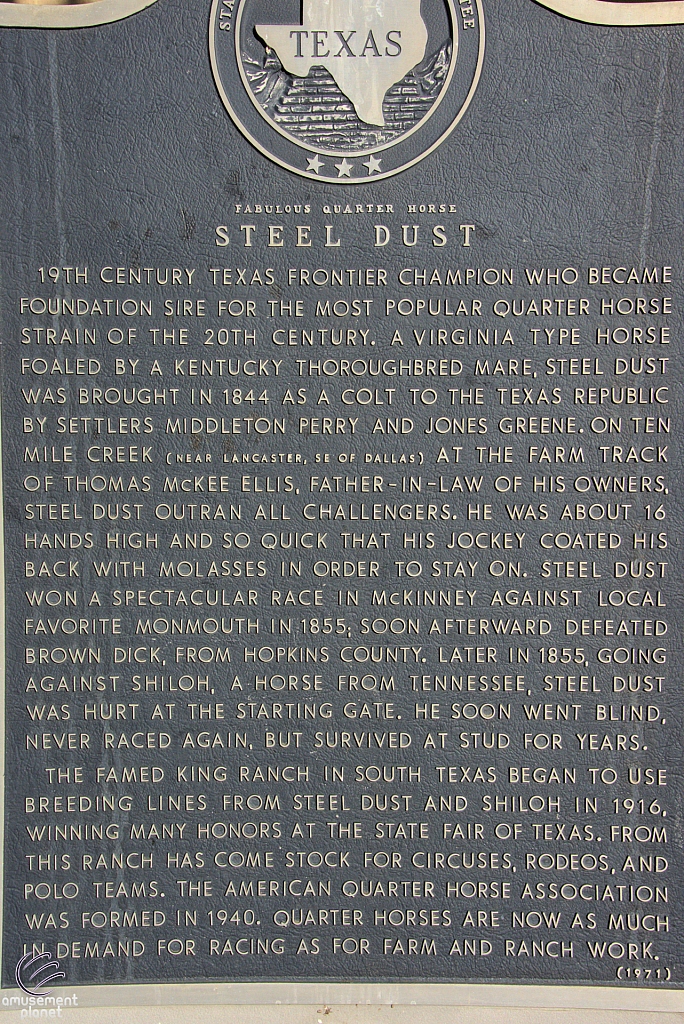 STA
TEE
TEXAS
FABULOUS QUARTER HORSE
STEEL DUST
19TH CENTURY TEXAS FRONTIER CHAMPION WHO BECAME
FOUNDATION SIRE FOR THE MOST POPULAR QUARTER HORSE
STRAIN OF THE 20TH CENTURY. A VIRGINIA TYPE HORSE
FOALED BY A KENTUCKY THOROUGHBRED MARE, STEEL DUST
WAS BROUGHT IN 1844 AS A COLT TO THE TEXAS REPUBLIC
BY SETTLERS MIDDLETON PERRY AND JONES GREENE. ON TEN
MILE CREEK (NEAR LANCASTER, SE OF DALLAS) AT THE FARM TRACK
OF THOMAS McKEE ELLIS, FATHER-IN-LAW OF HIS OWNERS,
STEEL DUST OUTRAN ALL CHALLENGERS. HE WAS ABOUT 16
HANDS HIGH AND SO QUICK THAT HIS JOCKEY COATED HIS
BACK WITH MOLASSES IN ORDER TO STAY ON. STEEL DUST
WON A SPECTACULAR RACE IN McKINNEY AGAINST LOCAL
FAVORITE MONMOUTH IN 1855; SOON AFTERWARD DEFEATED
BROWN DICK, FROM HOPKINS COUNTY. LATER IN 1855, GOING
AGAINST SHILOH, A HORSE FROM TENNESSEE, STEEL DUST
WAS HURT AT THE STARTING GATE. HE SOON WENT BLIND,
NEVER RACED AGAIN, BUT SURVIVED AT STUD FOR YEARS.
THE FAMED KING RANCH IN SOUTH TEXAS BEGAN TO USE
BREEDING LINES FROM STEEL DUST AND SHILOH IN 1916,
WINNING MANY HONORS AT THE STATE FAIR OF TEXAS. FROM
THIS RANCH HAS COME STOCK FOR CIRCUSES, RODEOS, AND
POLO TEAMS. THE AMERICAN QUARTER HORSE ASSOCIATION
WAS FORMED IN 1940. QUARTER HORSES ARE NOW AS MUCH
IN DEMAND FOR RACING AS FOR FARM AND RANCH WORK.
(1971)
amusement
planet